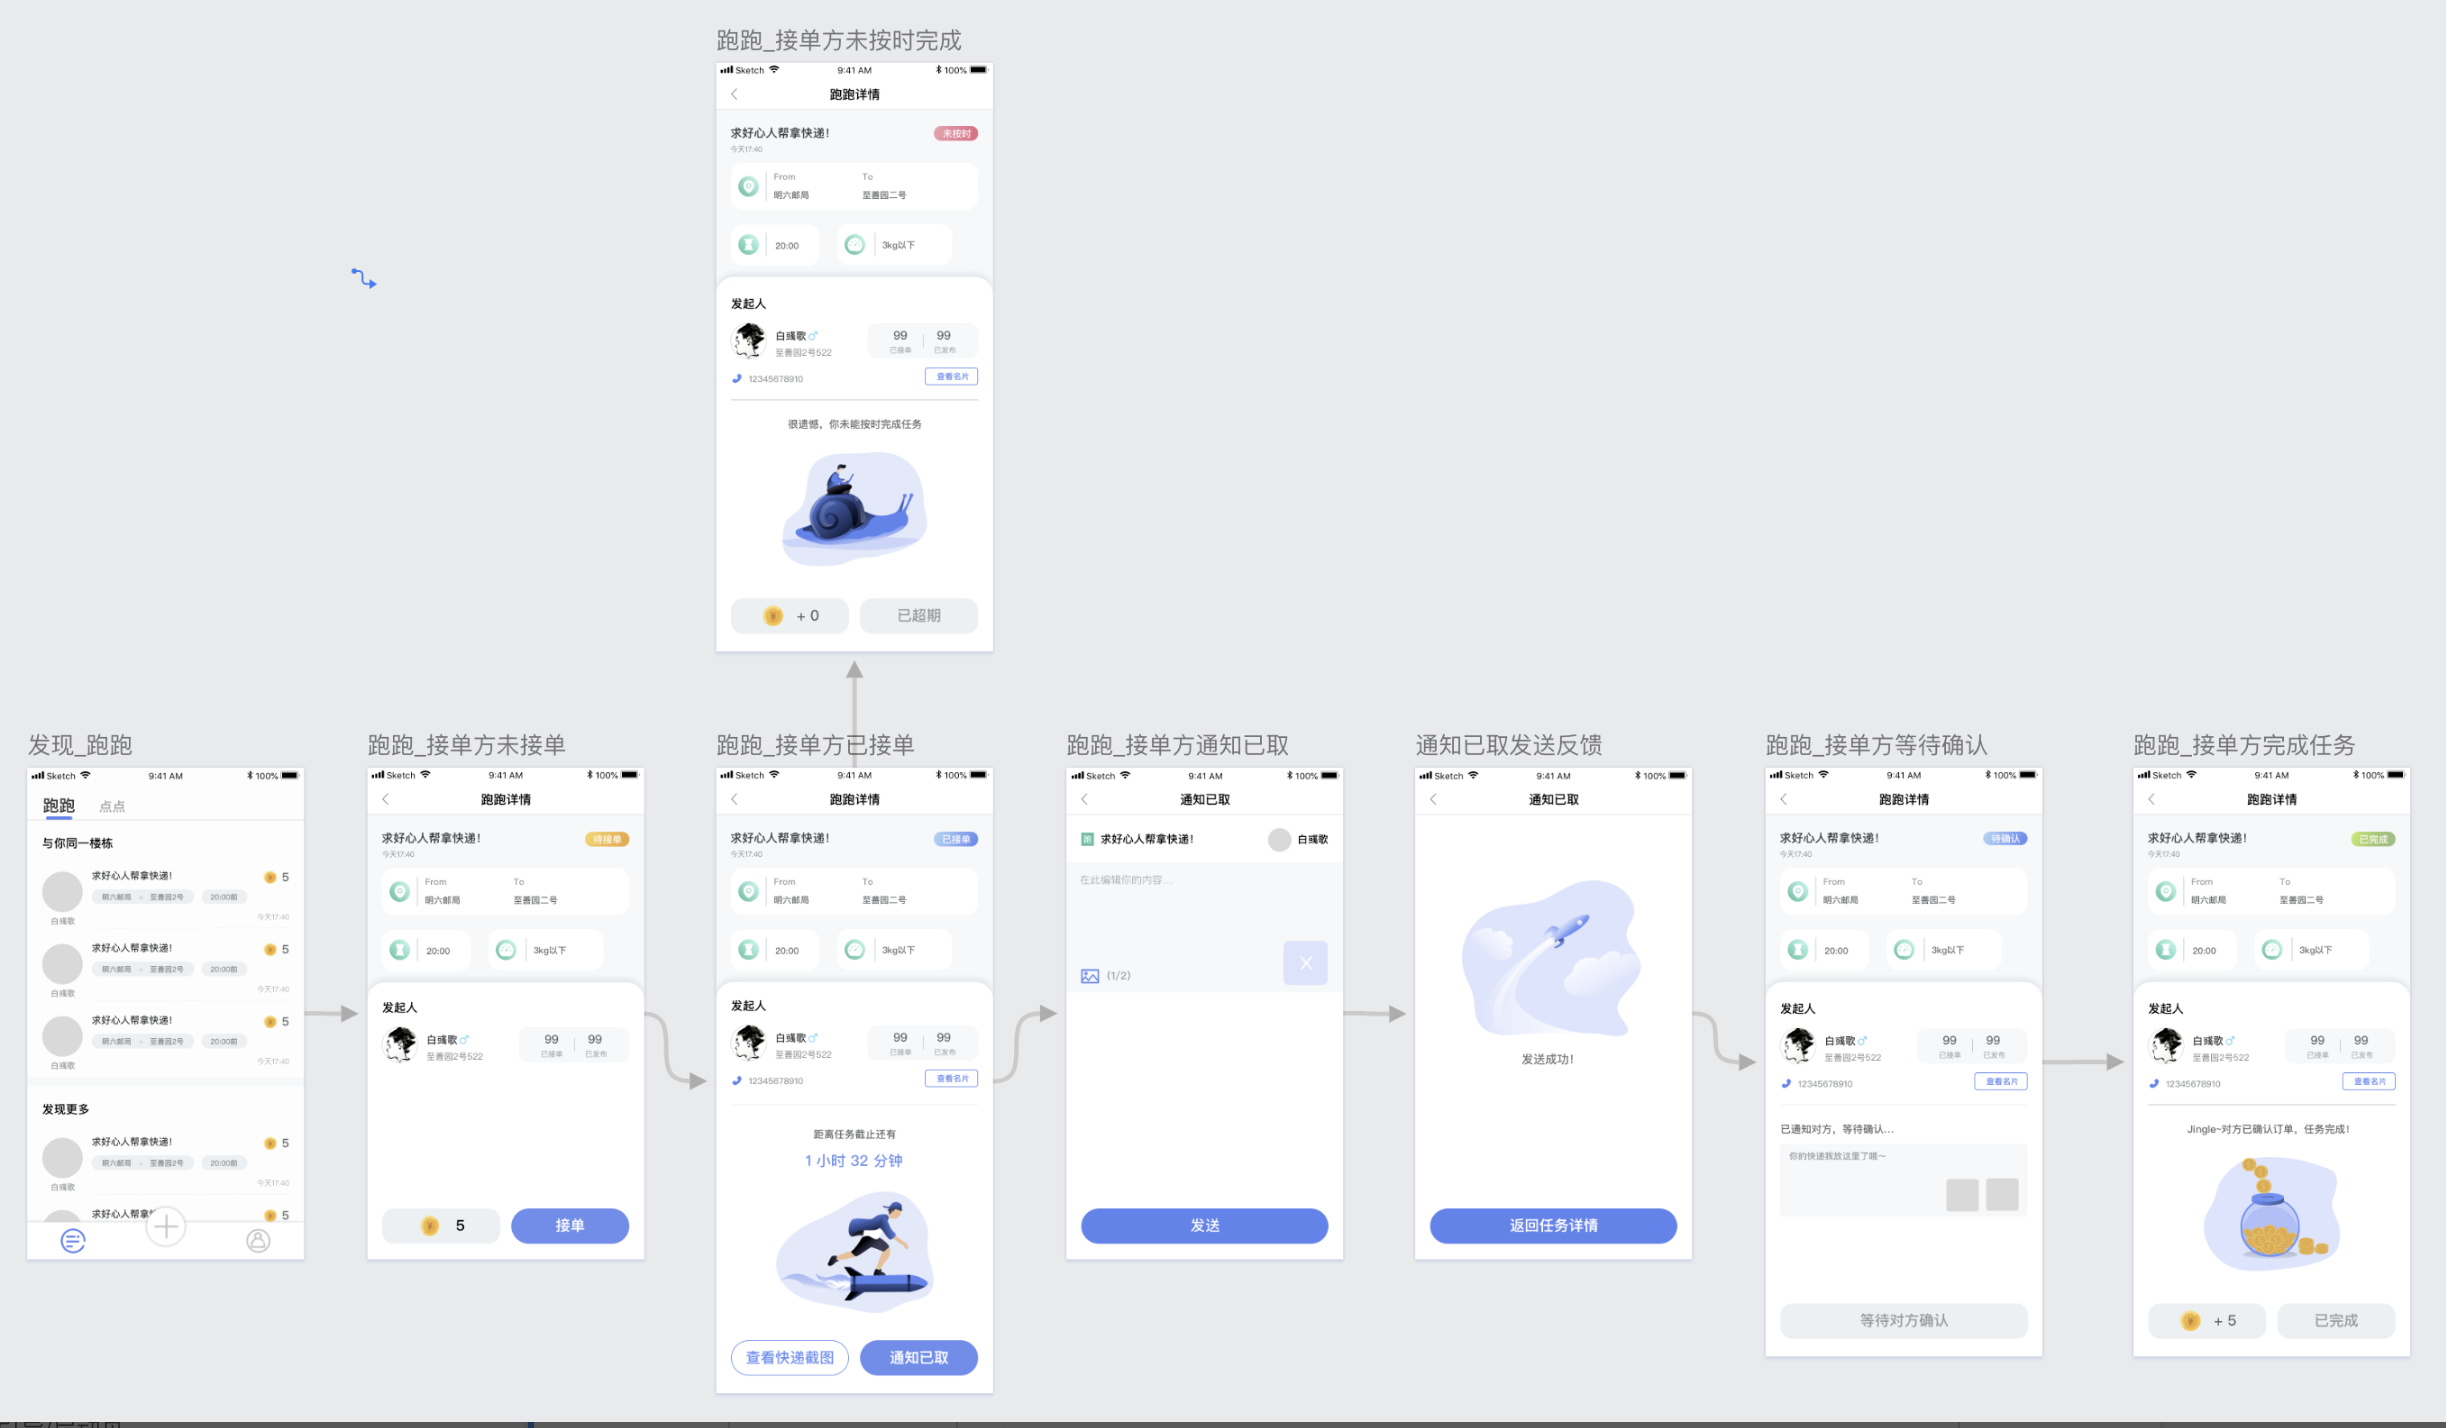 跑跑_接单方未按时完成
Sketch 9:41 AM 100%
跑跑详情
求好心人帮拿快递! 未按时
今天17:40
From To
明六邮局 至善园二号
20:00 3kg以下
发起人
白彧歌
至善园2号522
99 99
已接单 已发布
12345678910 查看名片
很遗憾，你未能按时完成任务
+ 0 已超期
发现_跑跑
Sketch 9:41 AM 100%
跑跑 点点
与你同一楼栋
求好心人帮拿快递! 5
明六邮局 至善园2号 20:00前
今天17:40
白彧歌
求好心人帮拿快递! 5
明六邮局 至善园2号 20:00前
今天17:40
白彧歌
求好心人帮拿快递! 5
明六邮局 至善园2号 20:00前
今天17:40
白彧歌
发现更多
求好心人帮拿快递! 5
明六邮局 至善园2号 20:00前
今天17:40
白彧歌
求好心人帮拿 5
跑跑_接单方未接单
Sketch 9:41 AM 100%
跑跑详情
求好心人帮拿快递! 待接单
今天17:40
From To
明六邮局 至善园二号
20:00 3kg以下
发起人
白彧歌
至善园2号522
99 99
已接单 已发布
5 接单
跑跑_接单方已接单
Sketch 9:41 AM 100%
跑跑详情
求好心人帮拿快递! 已接单
今天17:40
From To
明六邮局 至善园二号
20:00 3kg以下
发起人
白彧歌
至善园2号522
99 99
已接单 已发布
12345678910 查看名片
距离任务截止还有
1 小时 32 分钟
查看快递截图 通知已取
跑跑_接单方通知已取
Sketch 9:41 AM 100%
通知已取
跑 求好心人帮拿快递! 白彧歌
在此编辑你的内容...
(1/2)
发送
通知已取发送反馈
Sketch 9:41 AM 100%
通知已取
发送成功!
返回任务详情
跑跑_接单方等待确认
Sketch 9:41 AM 100%
跑跑详情
求好心人帮拿快递! 待确认
今天17:40
From To
明六邮局 至善园二号
20:00 3kg以下
发起人
白彧歌
至善园2号522
99 99
已接单 已发布
12345678910 查看名片
已通知对方，等待确认...
你的快递我放这里了哦~
等待对方确认
跑跑_接单方完成任务
Sketch 9:41 AM 100%
跑跑详情
求好心人帮拿快递! 已完成
今天17:40
From To
明六邮局 至善园二号
20:00 3kg以下
发起人
白彧歌
至善园2号522
99 99
已接单 已发布
12345678910 查看名片
Jingle~对方已确认订单，任务完成!
+ 5 已完成